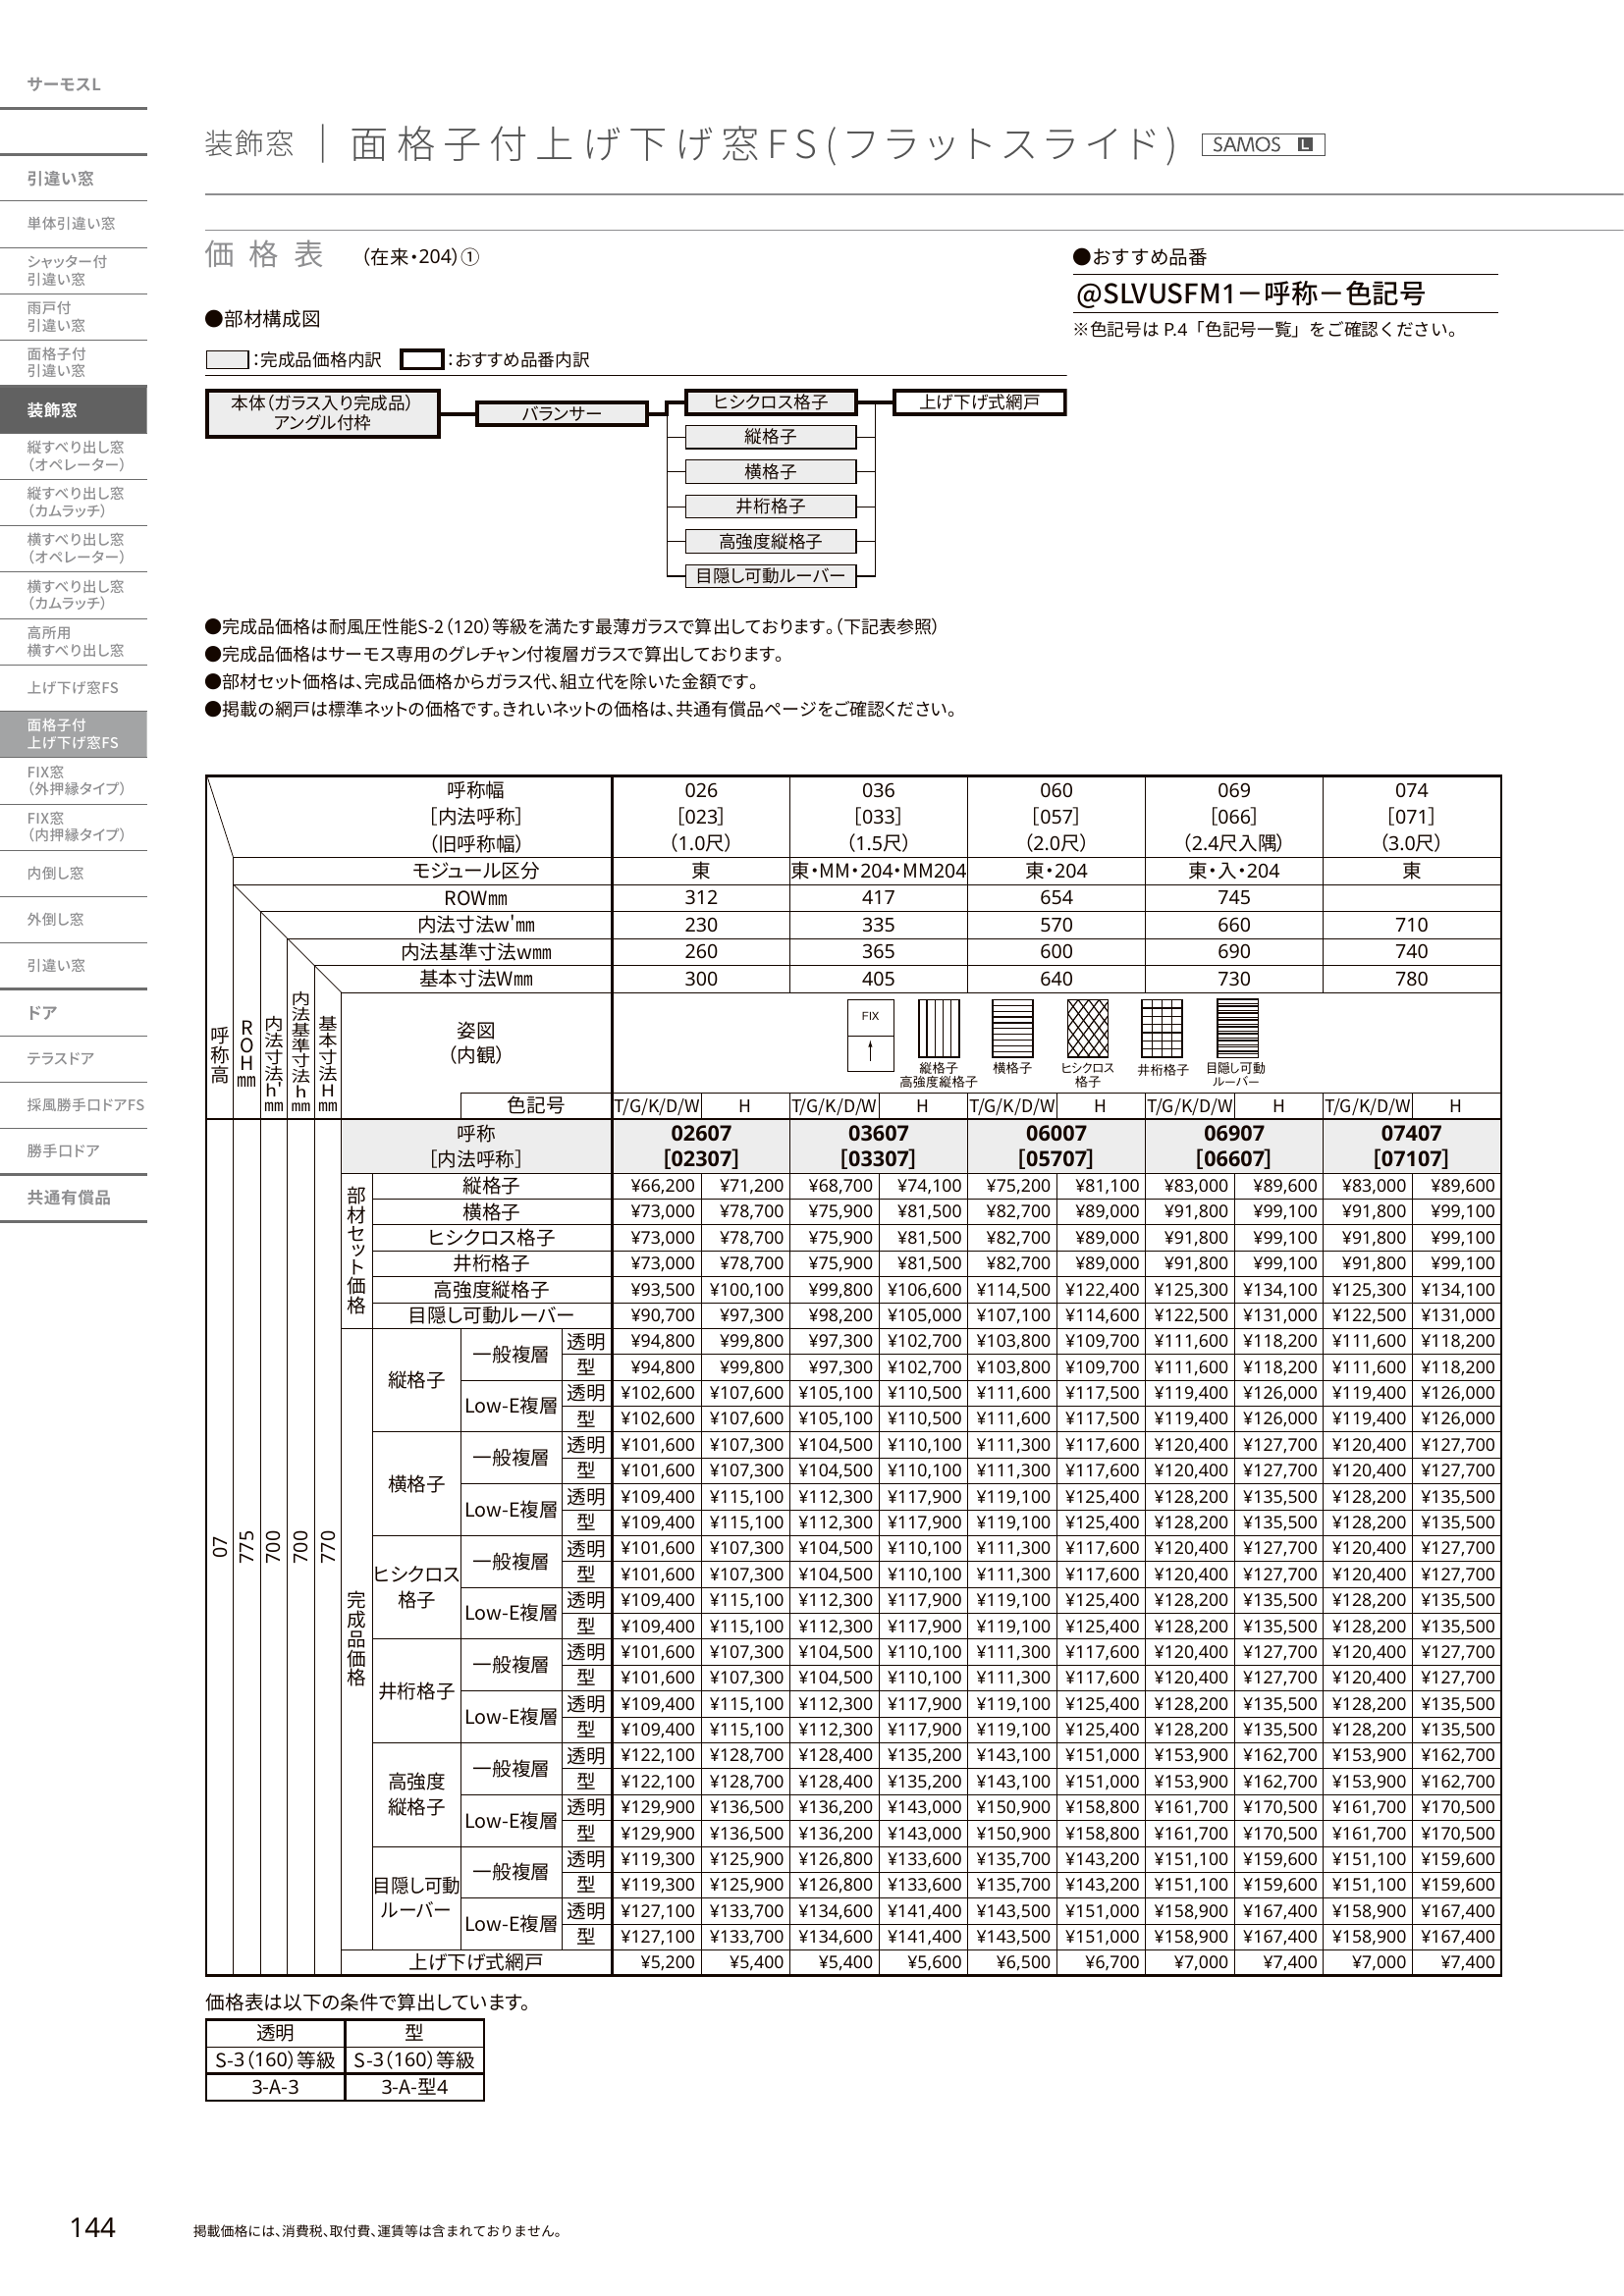 サーモスL
引違い窓
単体引違い窓
シャッター付
引違い窓
雨戸付
引違い窓
面格子付
引違い窓
装飾窓
縦すべり出し窓
（オペレーター）
縦すべり出し窓
（カムラッチ）
横すべり出し窓
（オペレーター）
横すべり出し窓
（カムラッチ）
高所用
横すべり出し窓
上げ下げ窓FS
面格子付
上げ下げ窓FS
FIX窓
（外押縁タイプ）
FIX窓
（内押縁タイプ）
内倒し窓
外倒し窓
引違い窓
ドア
テラスドア
採風勝手口ドアFS
勝手口ドア
共通有償品
装飾窓｜面格子付上げ下げ窓FS(フラットスライド) SAMOS L
価格表 （在来・204）①
●おすすめ品番
@SLVUSFM1－呼称－色記号
※色記号は P.4「色記号一覧」をご確認ください。
●部材構成図
：完成品価格内訳 ：おすすめ品番内訳
本体（ガラス入り完成品）
アングル付枠
バランサー
ヒシクロス格子
上げ下げ式網戸
縦格子
横格子
井桁格子
高強度縦格子
目隠し可動ルーバー
●完成品価格は耐風圧性能S-2（120）等級を満たす最薄ガラスで算出しております。（下記表参照）
●完成品価格はサーモス専用のグレチャン付複層ガラスで算出しております。
●部材セット価格は、完成品価格からガラス代、組立代を除いた金額です。
●掲載の網戸は標準ネットの価格です。きれいネットの価格は、共通有償品ページをご確認ください。
呼称幅 026 036 060 069 074
［内法呼称］ ［023］ ［033］ ［057］ ［066］ ［071］
（旧呼称幅） （1.0尺） （1.5尺） （2.0尺） （2.4尺入隅） （3.0尺）
モジュール区分 東 東・MM・204・MM204 東・204 東・入・204 東
ROW㎜ 312 417 654 745
内法寸法w'㎜ 230 335 570 660 710
内法基準寸法w㎜ 260 365 600 690 740
基本寸法W㎜ 300 405 640 730 780
呼称高
ROH㎜
内法寸法h'㎜
内法基準寸法h㎜
基本寸法H㎜
姿図
（内観）
FIX
縦格子
高強度縦格子
横格子
ヒシクロス
格子
井桁格子
目隠し可動
ルーバー
色記号 T/G/K/D/W H T/G/K/D/W H T/G/K/D/W H T/G/K/D/W H T/G/K/D/W H
07 775 700 700 770
呼称 02607 03607 06007 06907 07407
［内法呼称］ [02307] [03307] [05707] [06607] [07107]
部材セット価格
縦格子 ¥66,200 ¥71,200 ¥68,700 ¥74,100 ¥75,200 ¥81,100 ¥83,000 ¥89,600 ¥83,000 ¥89,600
横格子 ¥73,000 ¥78,700 ¥75,900 ¥81,500 ¥82,700 ¥89,000 ¥91,800 ¥99,100 ¥91,800 ¥99,100
ヒシクロス格子 ¥73,000 ¥78,700 ¥75,900 ¥81,500 ¥82,700 ¥89,000 ¥91,800 ¥99,100 ¥91,800 ¥99,100
井桁格子 ¥73,000 ¥78,700 ¥75,900 ¥81,500 ¥82,700 ¥89,000 ¥91,800 ¥99,100 ¥91,800 ¥99,100
高強度縦格子 ¥93,500 ¥100,100 ¥99,800 ¥106,600 ¥114,500 ¥122,400 ¥125,300 ¥134,100 ¥125,300 ¥134,100
目隠し可動ルーバー ¥90,700 ¥97,300 ¥98,200 ¥105,000 ¥107,100 ¥114,600 ¥122,500 ¥131,000 ¥122,500 ¥131,000
完成品価格
縦格子 一般複層 透明 ¥94,800 ¥99,800 ¥97,300 ¥102,700 ¥103,800 ¥109,700 ¥111,600 ¥118,200 ¥111,600 ¥118,200
型 ¥94,800 ¥99,800 ¥97,300 ¥102,700 ¥103,800 ¥109,700 ¥111,600 ¥118,200 ¥111,600 ¥118,200
Low-E複層 透明 ¥102,600 ¥107,600 ¥105,100 ¥110,500 ¥111,600 ¥117,500 ¥119,400 ¥126,000 ¥119,400 ¥126,000
型 ¥102,600 ¥107,600 ¥105,100 ¥110,500 ¥111,600 ¥117,500 ¥119,400 ¥126,000 ¥119,400 ¥126,000
横格子 一般複層 透明 ¥101,600 ¥107,300 ¥104,500 ¥110,100 ¥111,300 ¥117,600 ¥120,400 ¥127,700 ¥120,400 ¥127,700
型 ¥101,600 ¥107,300 ¥104,500 ¥110,100 ¥111,300 ¥117,600 ¥120,400 ¥127,700 ¥120,400 ¥127,700
Low-E複層 透明 ¥109,400 ¥115,100 ¥112,300 ¥117,900 ¥119,100 ¥125,400 ¥128,200 ¥135,500 ¥128,200 ¥135,500
型 ¥109,400 ¥115,100 ¥112,300 ¥117,900 ¥119,100 ¥125,400 ¥128,200 ¥135,500 ¥128,200 ¥135,500
ヒシクロス格子 一般複層 透明 ¥101,600 ¥107,300 ¥104,500 ¥110,100 ¥111,300 ¥117,600 ¥120,400 ¥127,700 ¥120,400 ¥127,700
型 ¥101,600 ¥107,300 ¥104,500 ¥110,100 ¥111,300 ¥117,600 ¥120,400 ¥127,700 ¥120,400 ¥127,700
Low-E複層 透明 ¥109,400 ¥115,100 ¥112,300 ¥117,900 ¥119,100 ¥125,400 ¥128,200 ¥135,500 ¥128,200 ¥135,500
型 ¥109,400 ¥115,100 ¥112,300 ¥117,900 ¥119,100 ¥125,400 ¥128,200 ¥135,500 ¥128,200 ¥135,500
井桁格子 一般複層 透明 ¥101,600 ¥107,300 ¥104,500 ¥110,100 ¥111,300 ¥117,600 ¥120,400 ¥127,700 ¥120,400 ¥127,700
型 ¥101,600 ¥107,300 ¥104,500 ¥110,100 ¥111,300 ¥117,600 ¥120,400 ¥127,700 ¥120,400 ¥127,700
Low-E複層 透明 ¥109,400 ¥115,100 ¥112,300 ¥117,900 ¥119,100 ¥125,400 ¥128,200 ¥135,500 ¥128,200 ¥135,500
型 ¥109,400 ¥115,100 ¥112,300 ¥117,900 ¥119,100 ¥125,400 ¥128,200 ¥135,500 ¥128,200 ¥135,500
高強度縦格子 一般複層 透明 ¥122,100 ¥128,700 ¥128,400 ¥135,200 ¥143,100 ¥151,000 ¥153,900 ¥162,700 ¥153,900 ¥162,700
型 ¥122,100 ¥128,700 ¥128,400 ¥135,200 ¥143,100 ¥151,000 ¥153,900 ¥162,700 ¥153,900 ¥162,700
Low-E複層 透明 ¥129,900 ¥136,500 ¥136,200 ¥143,000 ¥150,900 ¥158,800 ¥161,700 ¥170,500 ¥161,700 ¥170,500
型 ¥129,900 ¥136,500 ¥136,200 ¥143,000 ¥150,900 ¥158,800 ¥161,700 ¥170,500 ¥161,700 ¥170,500
目隠し可動ルーバー 一般複層 透明 ¥119,300 ¥125,900 ¥126,800 ¥133,600 ¥135,700 ¥143,200 ¥151,100 ¥159,600 ¥151,100 ¥159,600
型 ¥119,300 ¥125,900 ¥126,800 ¥133,600 ¥135,700 ¥143,200 ¥151,100 ¥159,600 ¥151,100 ¥159,600
Low-E複層 透明 ¥127,100 ¥133,700 ¥134,600 ¥141,400 ¥143,500 ¥151,000 ¥158,900 ¥167,400 ¥158,900 ¥167,400
型 ¥127,100 ¥133,700 ¥134,600 ¥141,400 ¥143,500 ¥151,000 ¥158,900 ¥167,400 ¥158,900 ¥167,400
上げ下げ式網戸 ¥5,200 ¥5,400 ¥5,400 ¥5,600 ¥6,500 ¥6,700 ¥7,000 ¥7,400 ¥7,000 ¥7,400
価格表は以下の条件で算出しています。
透明 型
S-3（160）等級 S-3（160）等級
3-A-3 3-A-型4
144
掲載価格には、消費税、取付費、運賃等は含まれておりません。